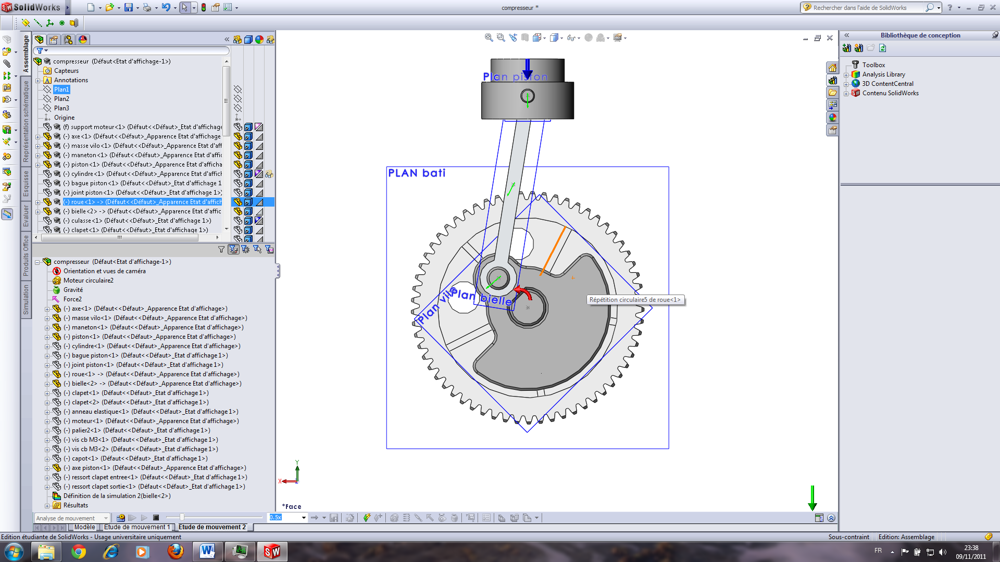 SolidWorks
compresseur *
Rechercher dans l'aide de SolidWorks
Assemblage
Représentation schématique
Esquisse
Evaluer
Produits Office
Simulation
compresseur (Défaut<Etat d'affichage-1>)
Capteurs
Annotations
Plan1
Plan2
Plan3
Origine
(f) support moteur<1> (Défaut<<Défaut>_Etat d'affichage
(-) axe<1> (Défaut<<Défaut>_Apparence Etat d'affichage
(-) masse vilo<1> (Défaut<<Défaut>_Apparence Etat d'aff
(-) maneton<1> (Défaut<<Défaut>_Apparence Etat d'affic
(-) piston<1> (Défaut<<Défaut>_Apparence Etat d'afficha
(-) cylindre<1> (Défaut<<Défaut>_Apparence Etat d'affich
(-) bague piston<1> (Défaut<<Défaut>_Etat d'affichage 1
(-) joint piston<1> (Défaut<<Défaut>_Etat d'affichage 1>)
(-) roue<1> -> (Défaut<<Défaut>_Apparence Etat d'affich
(-) bielle<2> -> (Défaut<<Défaut>_Apparence Etat d'affic
(-) culasse<1> (Défaut<<Défaut>_Etat d'affichage 1>)
(-) clapet<1> (Défaut<<Défaut>_Etat d'affichage 1>)
compresseur (Défaut<Etat d'affichage-1>)
Orientation et vues de caméra
Moteur circulaire2
Gravité
Force2
(-) axe<1> (Défaut<<Défaut>_Apparence Etat d'affichage>)
(-) masse vilo<1> (Défaut<<Défaut>_Apparence Etat d'affichage>)
(-) maneton<1> (Défaut<<Défaut>_Apparence Etat d'affichage>)
(-) piston<1> (Défaut<<Défaut>_Apparence Etat d'affichage>)
(-) cylindre<1> (Défaut<<Défaut>_Apparence Etat d'affichage>)
(-) bague piston<1> (Défaut<<Défaut>_Etat d'affichage 1>)
(-) joint piston<1> (Défaut<<Défaut>_Etat d'affichage 1>)
(-) roue<1> -> (Défaut<<Défaut>_Apparence Etat d'affichage>)
(-) bielle<2> -> (Défaut<<Défaut>_Apparence Etat d'affichage>)
(-) clapet<1> (Défaut<<Défaut>_Etat d'affichage 1>)
(-) clapet<2> (Défaut<<Défaut>_Etat d'affichage 1>)
(-) anneau elastique<1> (Défaut<<Défaut>_Etat d'affichage 1>)
(-) moteur<1> (Défaut<<Défaut>_Apparence Etat d'affichage>)
(-) palier2<1> (Défaut<<Défaut>_Etat d'affichage 1>)
(-) vis cb M3<1> (Défaut<<Défaut>_Etat d'affichage 1>)
(-) vis cb M3<2> (Défaut<<Défaut>_Etat d'affichage 1>)
(-) capot<1> (Défaut<<Défaut>_Etat d'affichage 1>)
(-) axe piston<1> (Défaut<<Défaut>_Apparence Etat d'affichage>)
(-) ressort clapet entree<1> (Défaut<<Défaut>_Etat d'affichage 1>)
(-) ressort clapet sortie<1> (Défaut<<Défaut>_Etat d'affichage 1>)
Définition de la simulation 2(bielle<2>)
Résultats
Plan piston
PLAN bati
Plan vilo
Plan bielle
Répétition circulaire5 de roue<1>
Y
X
Z
*Face
Bibliothèque de conception
Toolbox
Analysis Library
3D ContentCentral
Contenu SolidWorks
Analyse de mouvement
0.5x
Modèle
Etude de mouvement 1
Etude de mouvement 2
Edition étudiante de SolidWorks - Usage universitaire uniquement
Sous-contraint
Edition: Assemblage
FR
23:38
09/11/2011